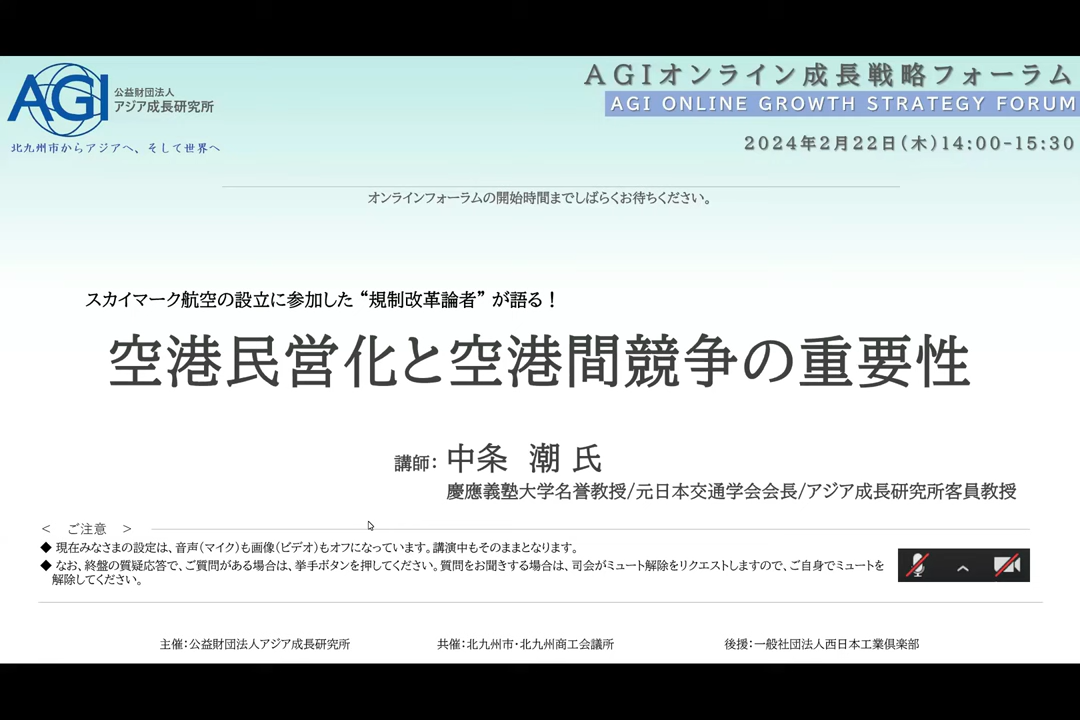 AGI
公益財団法人
アジア成長研究所
北九州市からアジアへ、そして世界へ
AGIオンライン成長戦略フォーラム
AGI ONLINE GROWTH STRATEGY FORUM
2024年2月22日(木)14:00-15:30
オンラインフォーラムの開始時間までしばらくお待ちください。
スカイマーク航空の設立に参加した “規制改革論者” が語る！
空港民営化と空港間競争の重要性
講師： 中条 潮 氏
慶應義塾大学名誉教授/元日本交通学会会長/アジア成長研究所客員教授
＜ ご注意 ＞
◆ 現在みなさまの設定は、音声(マイク)も画像(ビデオ)もオフになっています。講演中もそのままとなります。
◆ なお、終盤の質疑応答で、ご質問がある場合は、挙手ボタンを押してください。質問をお聞きする場合は、司会がミュート解除をリクエストしますので、ご自身でミュートを
解除してください。
主催：公益財団法人アジア成長研究所
共催：北九州市・北九州商工会議所
後援：一般社団法人西日本工業倶楽部